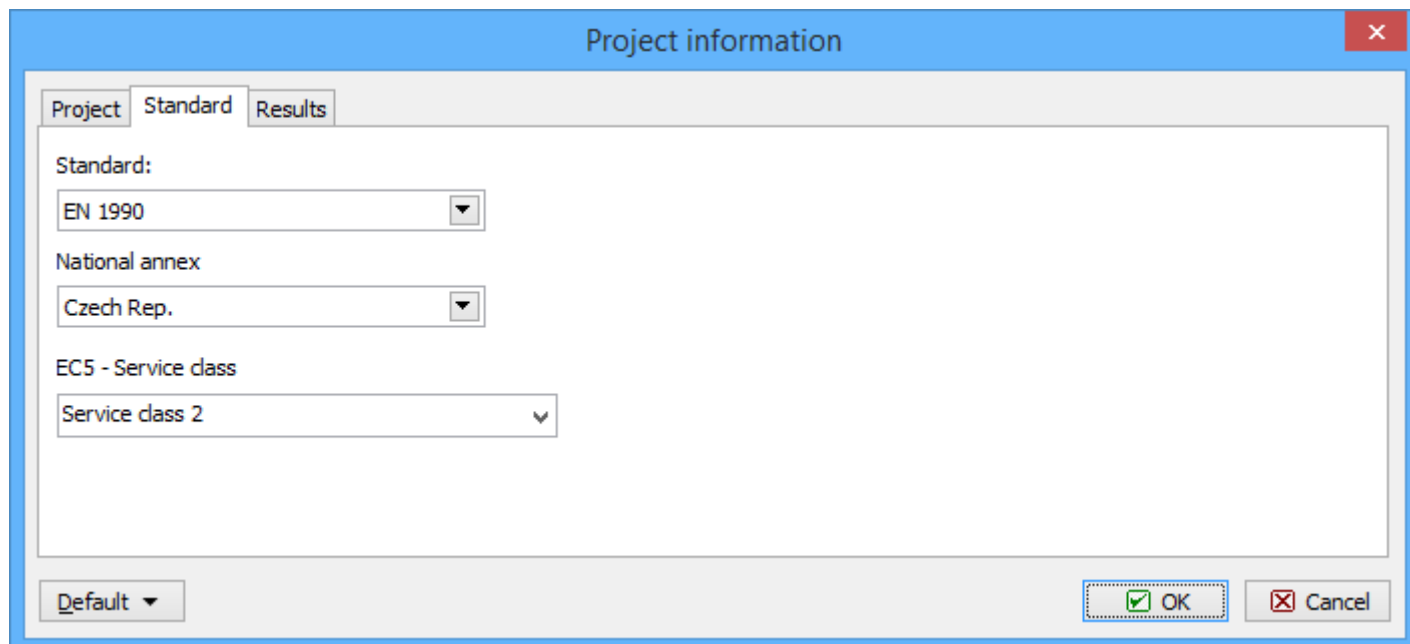 Project information
Project Standard Results
Standard:
EN 1990
National annex
Czech Rep.
EC5 - Service class
Service class 2
Default OK Cancel